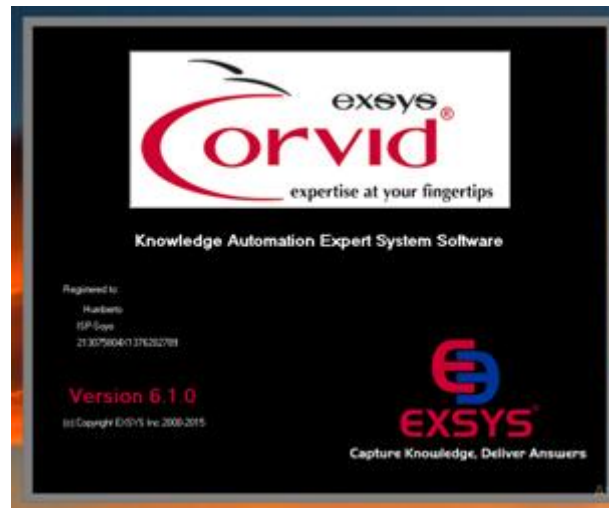 exsys
Corvid®
expertise at your fingertips
Knowledge Automation Expert System Software
Registered to:
Humberto
ISP-Soyo
Version 6.1.0
(c) Copyright EXSYS Inc 2000-2015
EXSYS
Capture Knowledge, Deliver Answers